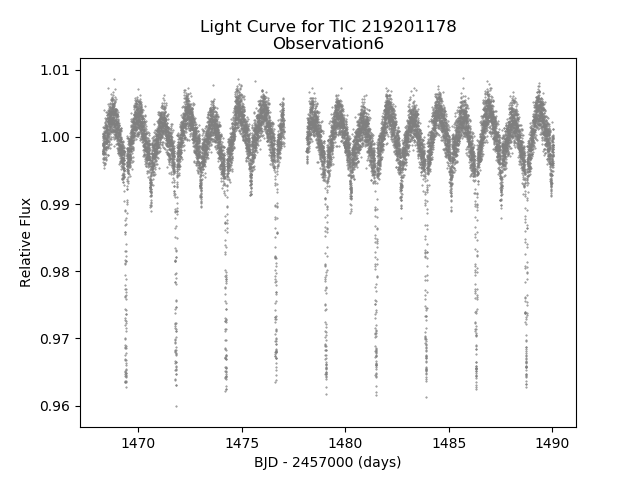 Light Curve for TIC 219201178
Observation6
1.01
1.00
0.99
0.98
0.97
0.96
Relative Flux
1470
1475
1480
1485
1490
BJD - 2457000 (days)